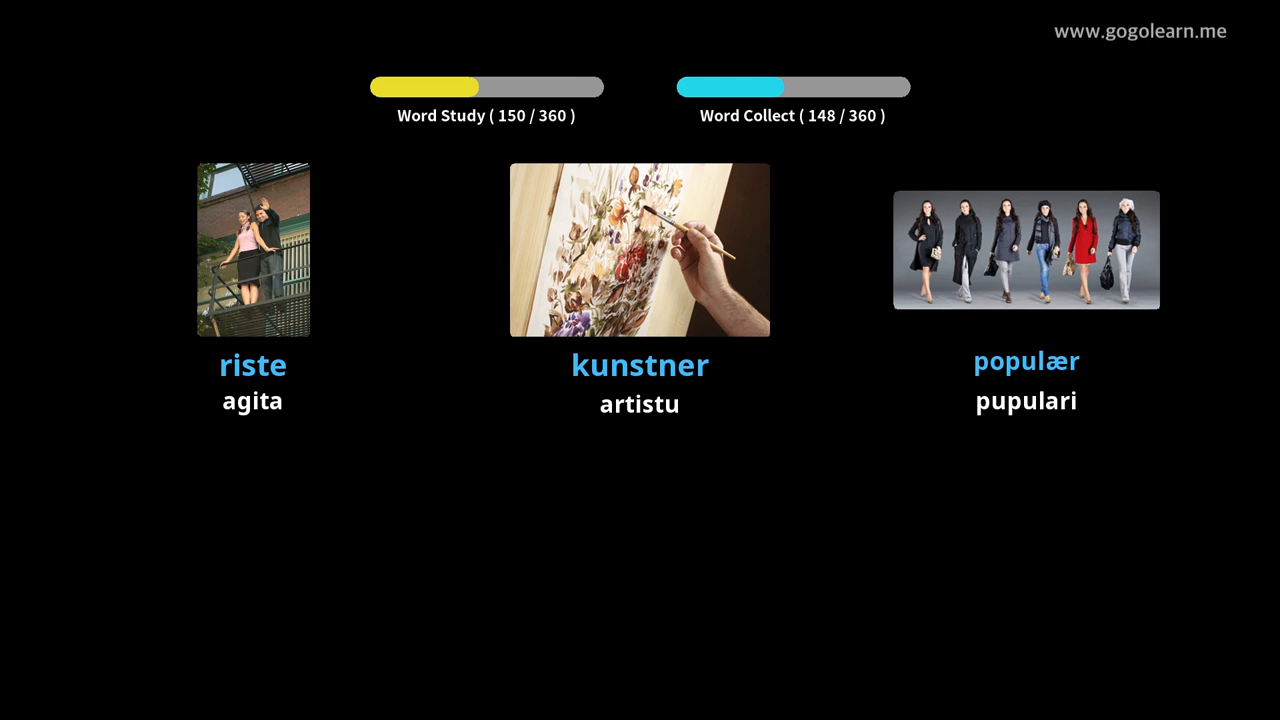 www.gogolearn.me
Word Study ( 150 / 360 )
Word Collect ( 148 / 360 )
riste
agita
kunstner
artistu
populær
pupulari